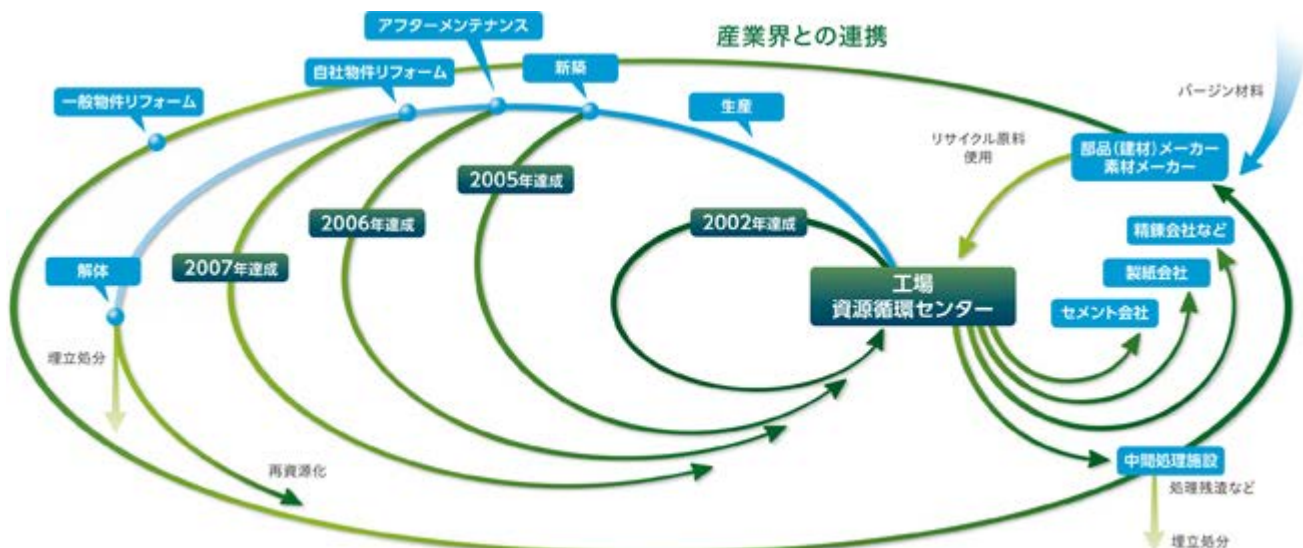 産業界との連携
アフターメンテナンス
自社物件リフォーム
新築
一般物件リフォーム
生産
バージン材料
リサイクル原料
使用
部品(建材)メーカー
素材メーカー
2005年達成
2006年達成
2002年達成
2007年達成
精錬会社など
製紙会社
セメント会社
解体
工場
資源循環センター
埋立処分
再資源化
中間処理施設
処理残渣など
埋立処分